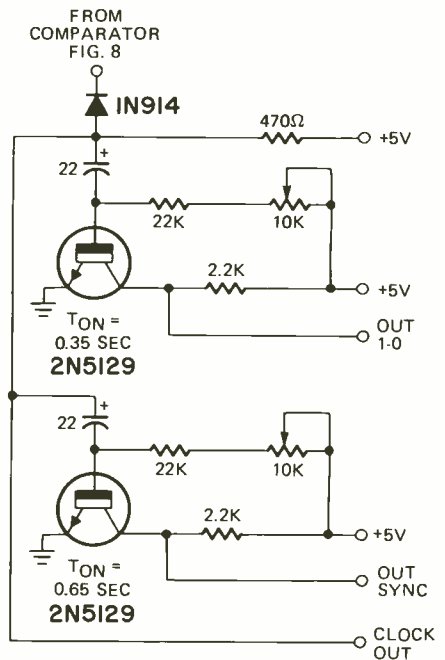 FROM
COMPARATOR
FIG. 8
1N914
470Ω
+5V
+
22
22K
10K
2.2K
+5V
OUT
1-0
TON =
0.35 SEC
2N5129
+
22
22K
10K
2.2K
+5V
OUT
SYNC
TON =
0.65 SEC
2N5129
CLOCK
OUT